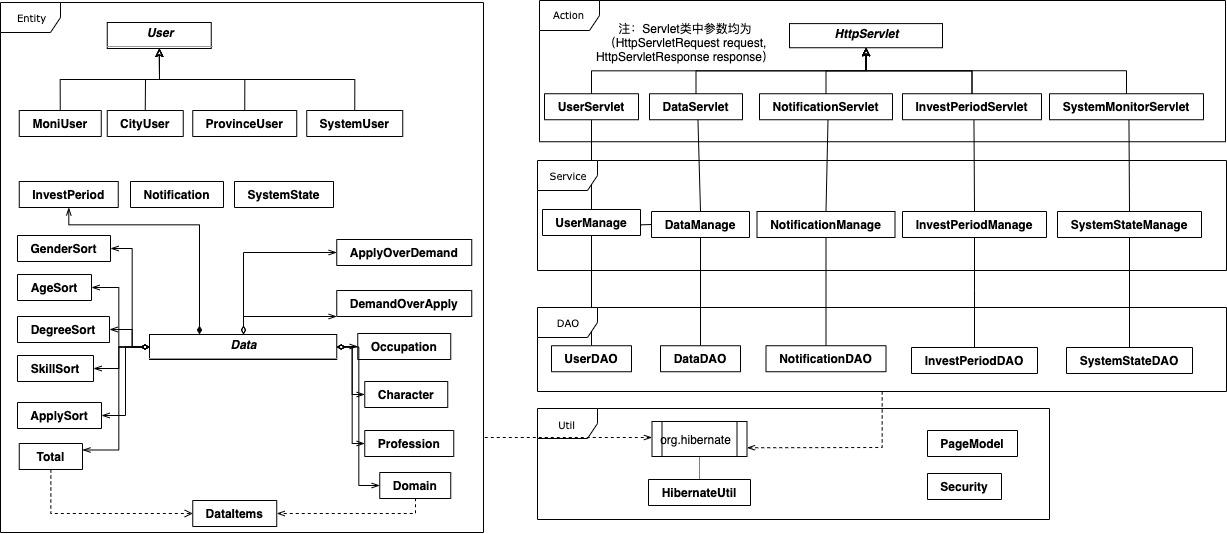 Entity
User
MoniUser
CityUser
ProvinceUser
SystemUser
InvestPeriod
Notification
SystemState
GenderSort
AgeSort
DegreeSort
SkillSort
ApplySort
Total
Data
ApplyOverDemand
DemandOverApply
Occupation
Character
Profession
Domain
DataItems
Action
注：Servlet类中参数均为
（HttpServletRequest request,
HttpServletResponse response）
HttpServlet
UserServlet
DataServlet
NotificationServlet
InvestPeriodServlet
SystemMonitorServlet
Service
UserManage
DataManage
NotificationManage
InvestPeriodManage
SystemStateManage
DAO
UserDAO
DataDAO
NotificationDAO
InvestPeriodDAO
SystemStateDAO
Util
org.hibernate
HibernateUtil
PageModel
Security